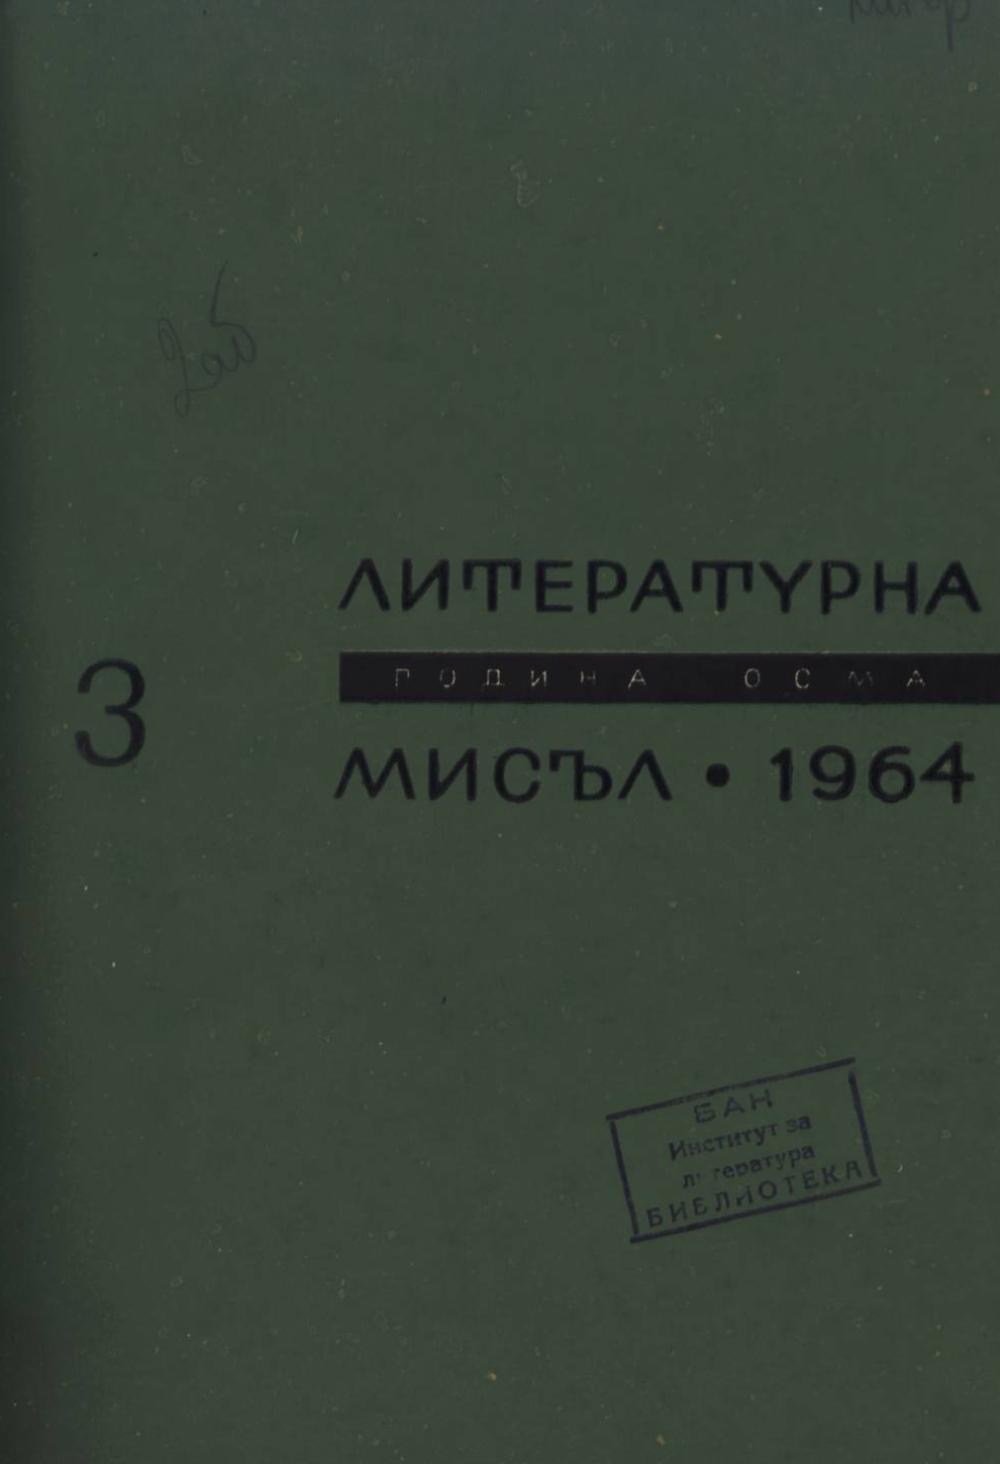 ЛИТЕРАТУРНА
ГОДИНА ОСМА
3
МИСЪЛ • 1964
БАН
Институт за
литература
БИБЛИОТЕКА